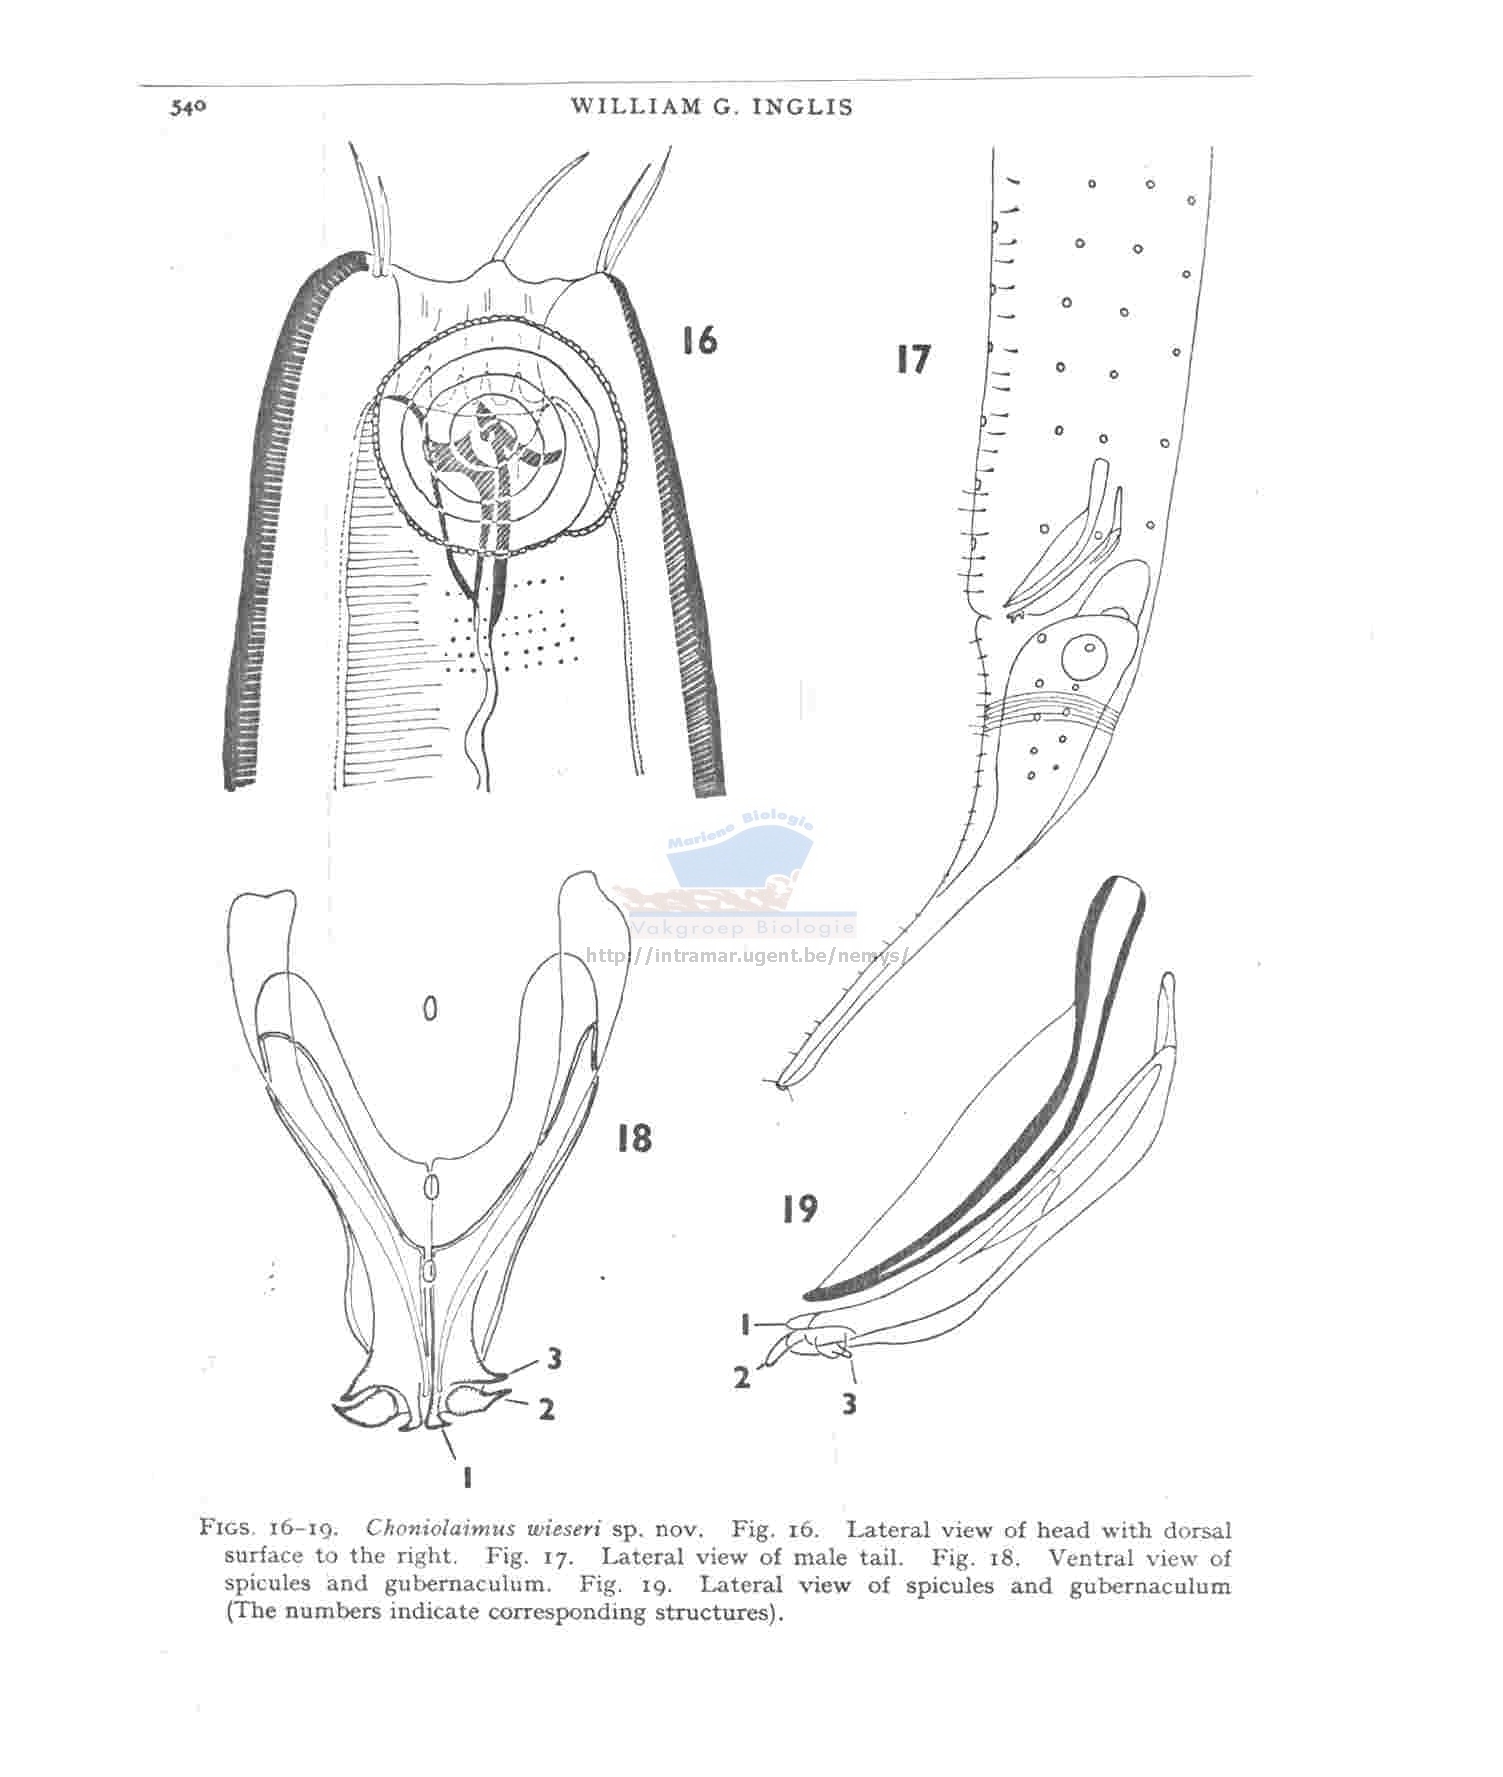 540
WILLIAM G. INGLIS
16
17
Mariene Biologie
Vakgroep Biologie
http://intramar.ugent.be/nemys/
18
19
1
2
3
3
2
1
FIGS. 16-19. Choniolaimus wieseri sp. nov. Fig. 16. Lateral view of head with dorsal
surface to the right. Fig. 17. Lateral view of male tail. Fig. 18. Ventral view of
spicules and gubernaculum. Fig. 19. Lateral view of spicules and gubernaculum
(The numbers indicate corresponding structures).